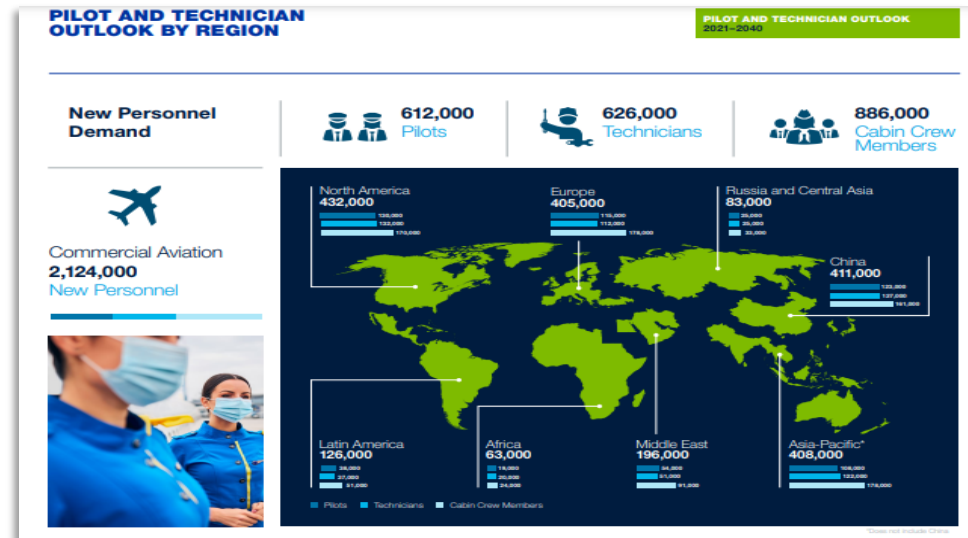 PILOT AND TECHNICIAN
OUTLOOK BY REGION
PILOT AND TECHNICIAN OUTLOOK
2021–2040
New Personnel
Demand
612,000
Pilots
626,000
Technicians
886,000
Cabin Crew
Members
Commercial Aviation
2,124,000
New Personnel
North America
432,000
130,000
132,000
170,000
Europe
405,000
115,000
112,000
178,000
Russia and Central Asia
83,000
25,000
25,000
33,000
China
411,000
123,000
127,000
161,000
Latin America
126,000
38,000
37,000
51,000
Africa
63,000
19,000
20,000
24,000
Middle East
196,000
54,000
51,000
91,000
Asia-Pacific*
408,000
108,000
122,000
178,000
Pilots Technicians Cabin Crew Members
*Does not include China